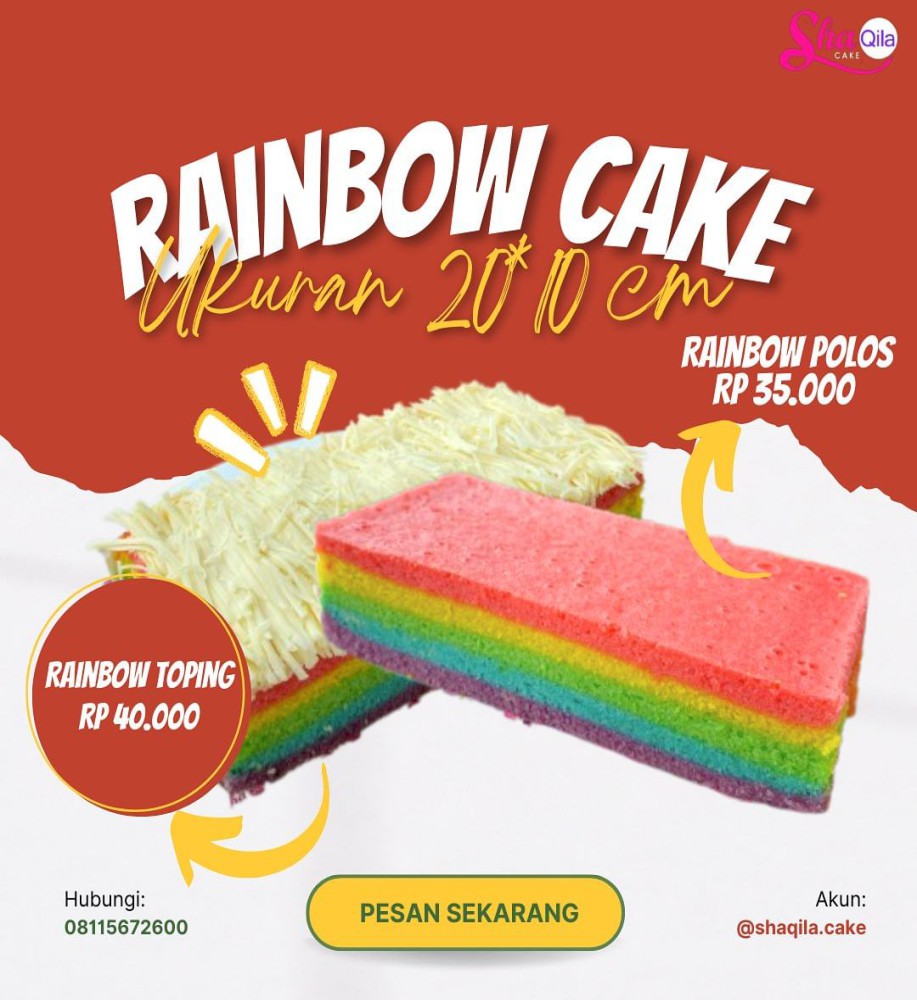 ShaQila
CAKE
RAINBOW CAKE
Ukuran 20*10 cm
RAINBOW POLOS
RP 35.000
RAINBOW TOPING
RP 40.000
Hubungi:
08115672600
PESAN SEKARANG
Akun:
@shaqila.cake